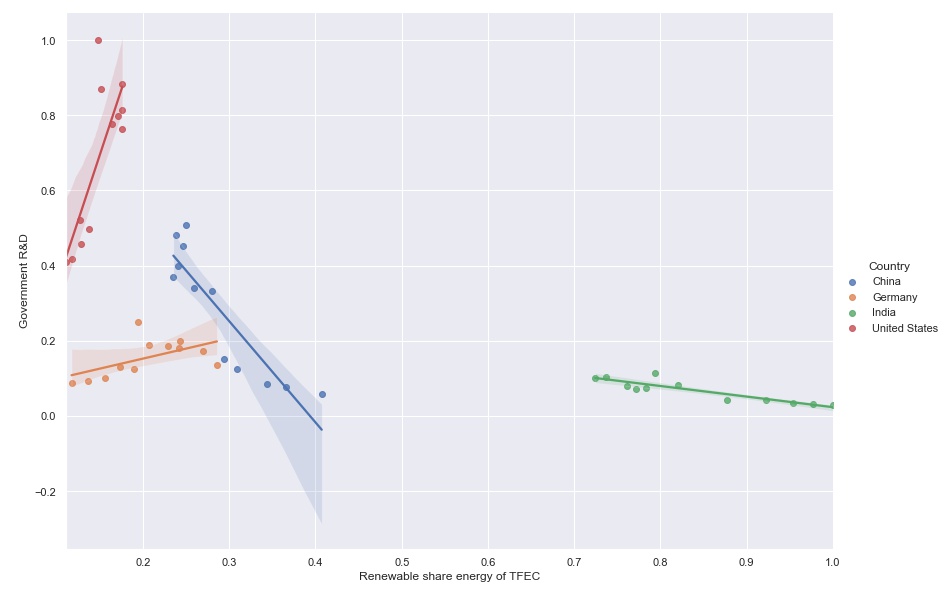 1.0
0.8
0.6
0.4
0.2
0.0
−0.2
Government R&D
0.2 0.3 0.4 0.5 0.6 0.7 0.8 0.9 1.0
Renewable share energy of TFEC
Country
China
Germany
India
United States